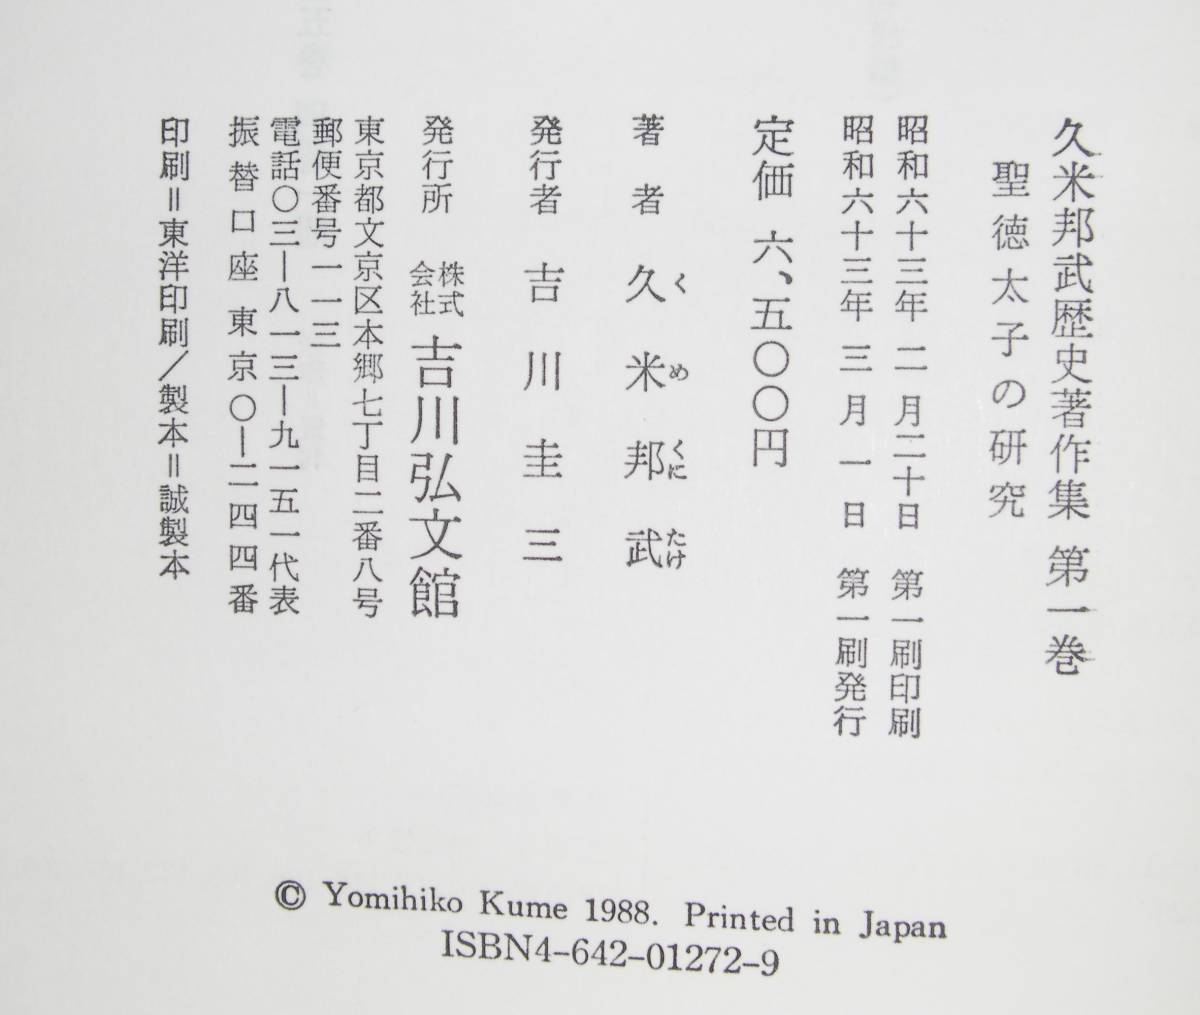 久米邦武歴史著作集 第一巻
聖徳太子の研究
昭和六十三年 二月二十日 第一刷印刷
昭和六十三年 三月 一日 第一刷発行
定価 六、五〇〇円
著者 久米邦武
くめくにたけ
発行者 吉川圭三
発行所 株式会社 吉川弘文館
東京都文京区本郷七丁目二番八号
郵便番号一一三
電話〇三―八一三―九一五一代表
振替口座 東京〇―二四四番
印刷=東洋印刷/製本=誠製本
© Yomihiko Kume 1988. Printed in Japan
ISBN4-642-01272-9